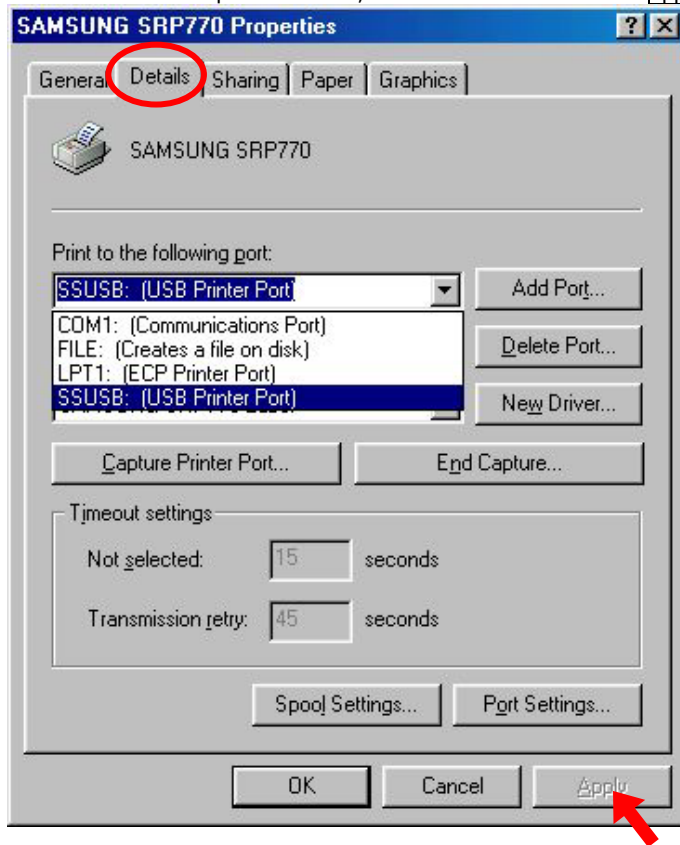 SAMSUNG SRP770 Properties
General Details Sharing Paper Graphics
SAMSUNG SRP770
Print to the following port:
SSUSB: (USB Printer Port)
Add Port...
COM1: (Communications Port)
FILE: (Creates a file on disk)
LPT1: (ECP Printer Port)
SSUSB: (USB Printer Port)
Delete Port...
New Driver...
Capture Printer Port...
End Capture...
Timeout settings
Not selected: 15 seconds
Transmission retry: 45 seconds
Spool Settings...
Port Settings...
OK Cancel Apply